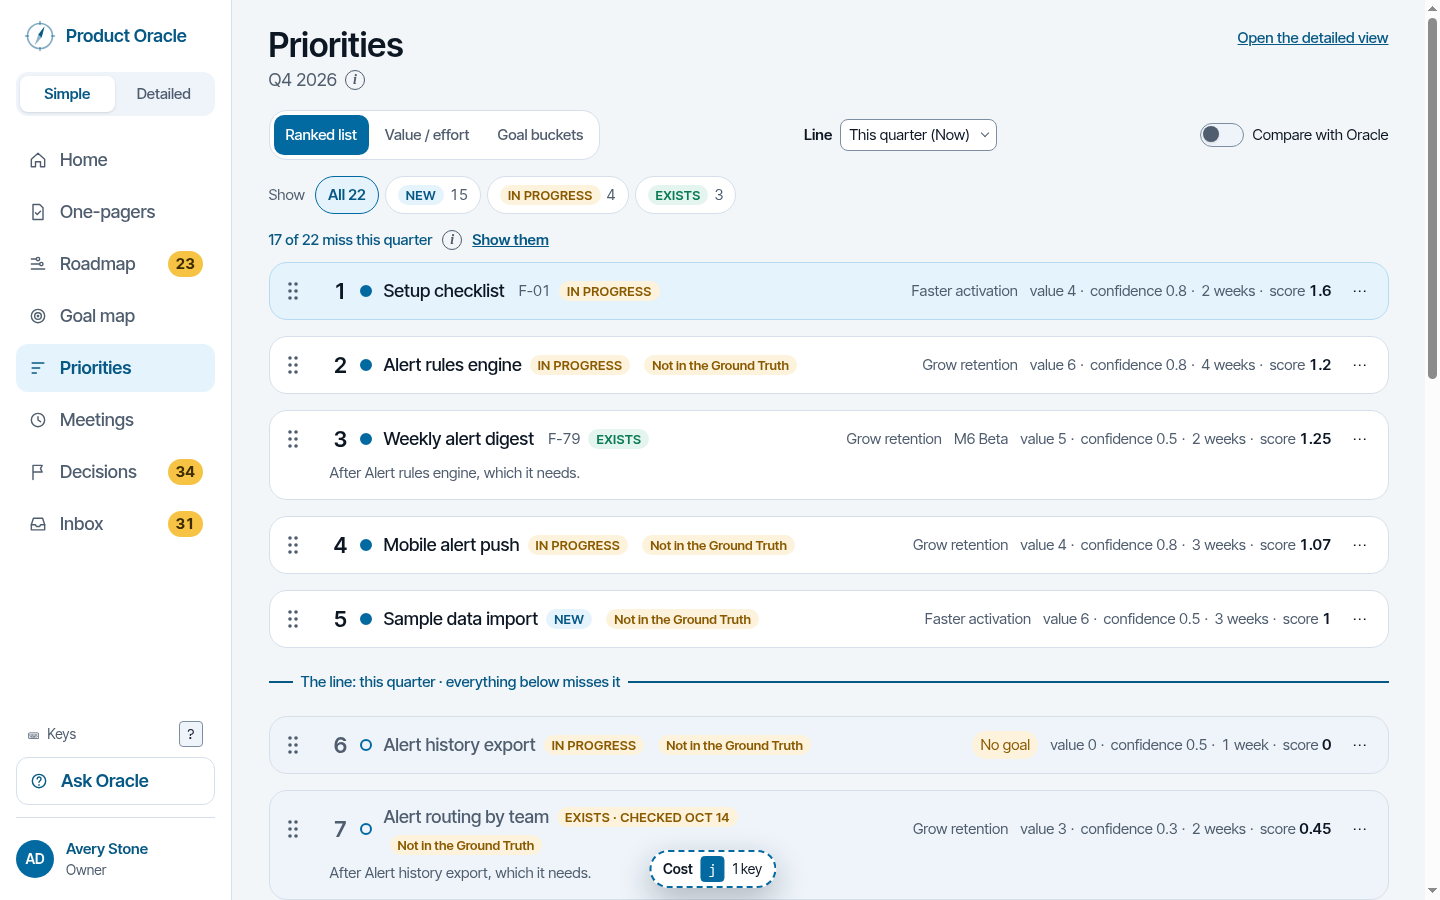 Product Oracle
Simple Detailed
Home
One-pagers
Roadmap 23
Goal map
Priorities
Meetings
Decisions 34
Inbox 31
Keys ?
Ask Oracle
AD Avery Stone
Owner
Priorities
Open the detailed view
Q4 2026 i
Ranked list Value / effort Goal buckets
Line This quarter (Now)
Compare with Oracle
Show All 22 NEW 15 IN PROGRESS 4 EXISTS 3
17 of 22 miss this quarter i Show them
1 Setup checklist F-01 IN PROGRESS Faster activation value 4 · confidence 0.8 · 2 weeks · score 1.6 ···
2 Alert rules engine IN PROGRESS Not in the Ground Truth Grow retention value 6 · confidence 0.8 · 4 weeks · score 1.2 ···
3 Weekly alert digest F-79 EXISTS Grow retention M6 Beta value 5 · confidence 0.5 · 2 weeks · score 1.25 ···
After Alert rules engine, which it needs.
4 Mobile alert push IN PROGRESS Not in the Ground Truth Grow retention value 4 · confidence 0.8 · 3 weeks · score 1.07 ···
5 Sample data import NEW Not in the Ground Truth Faster activation value 6 · confidence 0.5 · 3 weeks · score 1 ···
The line: this quarter · everything below misses it
6 Alert history export IN PROGRESS Not in the Ground Truth No goal value 0 · confidence 0.5 · 1 week · score 0 ···
7 Alert routing by team EXISTS · CHECKED OCT 14 Grow retention value 3 · confidence 0.3 · 2 weeks · score 0.45 ···
Not in the Ground Truth
After Alert history export, which it needs.
Cost j 1 key